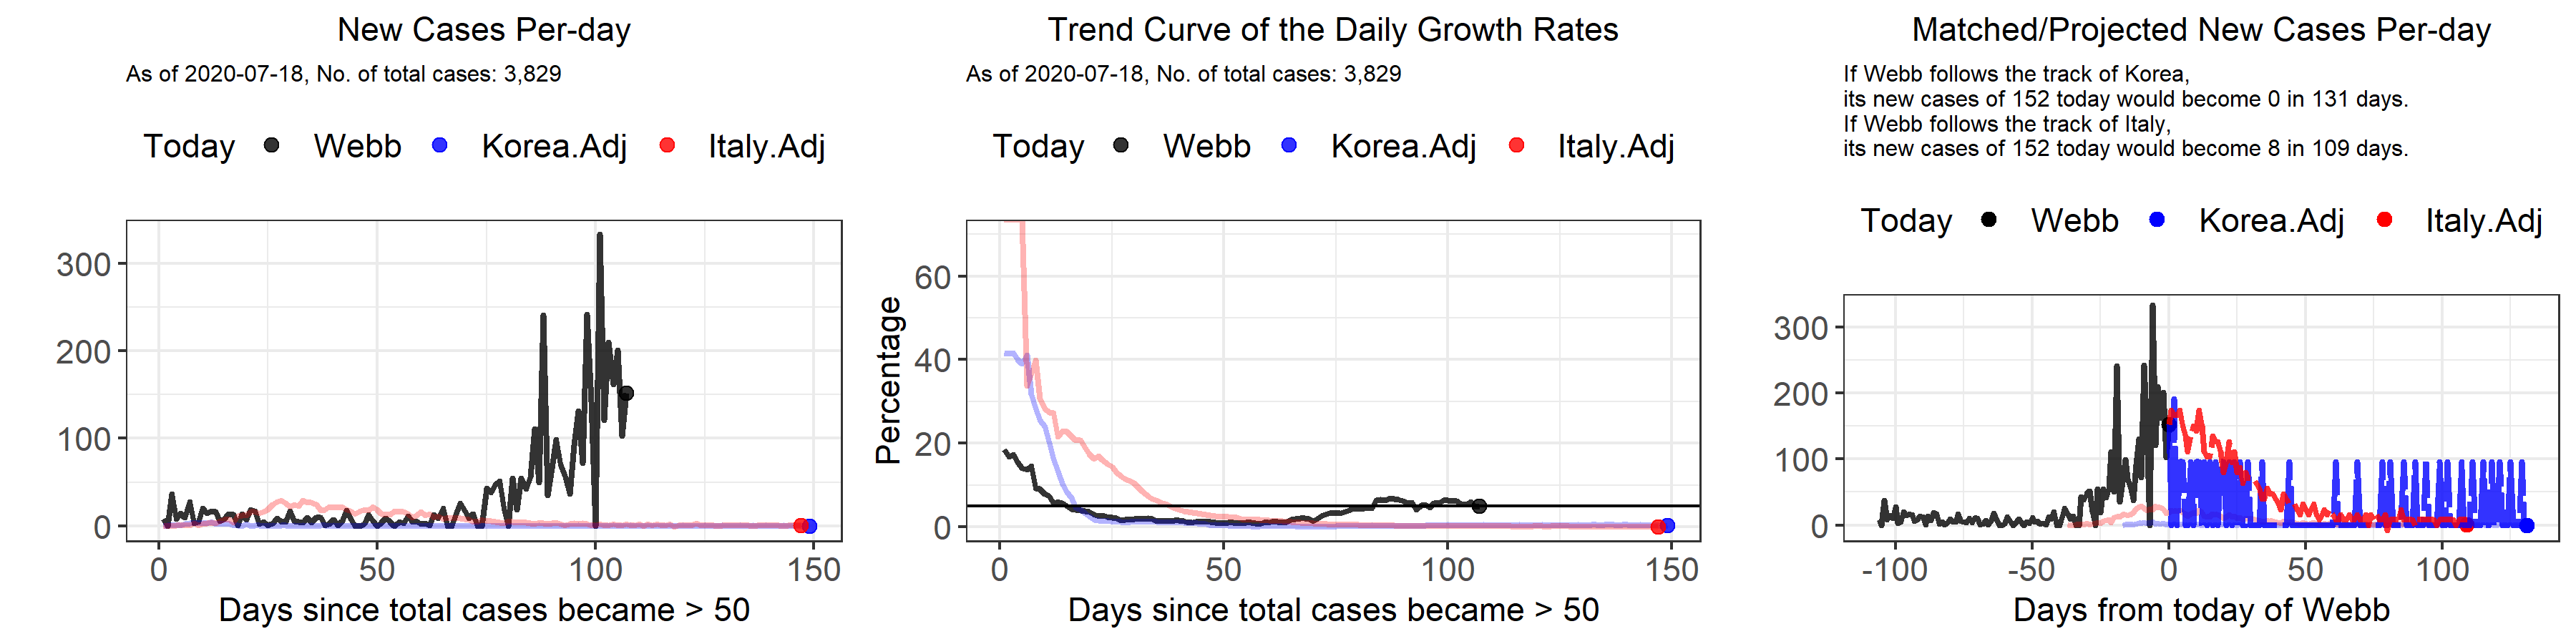 New Cases Per-day
As of 2020-07-18, No. of total cases: 3,829
Today Webb Korea.Adj Italy.Adj
300
200
100
0
0 50 100 150
Days since total cases became > 50
Trend Curve of the Daily Growth Rates
As of 2020-07-18, No. of total cases: 3,829
Today Webb Korea.Adj Italy.Adj
Percentage
60
40
20
0
0 50 100 150
Days since total cases became > 50
Matched/Projected New Cases Per-day
If Webb follows the track of Korea,
its new cases of 152 today would become 0 in 131 days.
If Webb follows the track of Italy,
its new cases of 152 today would become 8 in 109 days.
Today Webb Korea.Adj Italy.Adj
300
200
100
0
-100 -50 0 50 100
Days from today of Webb